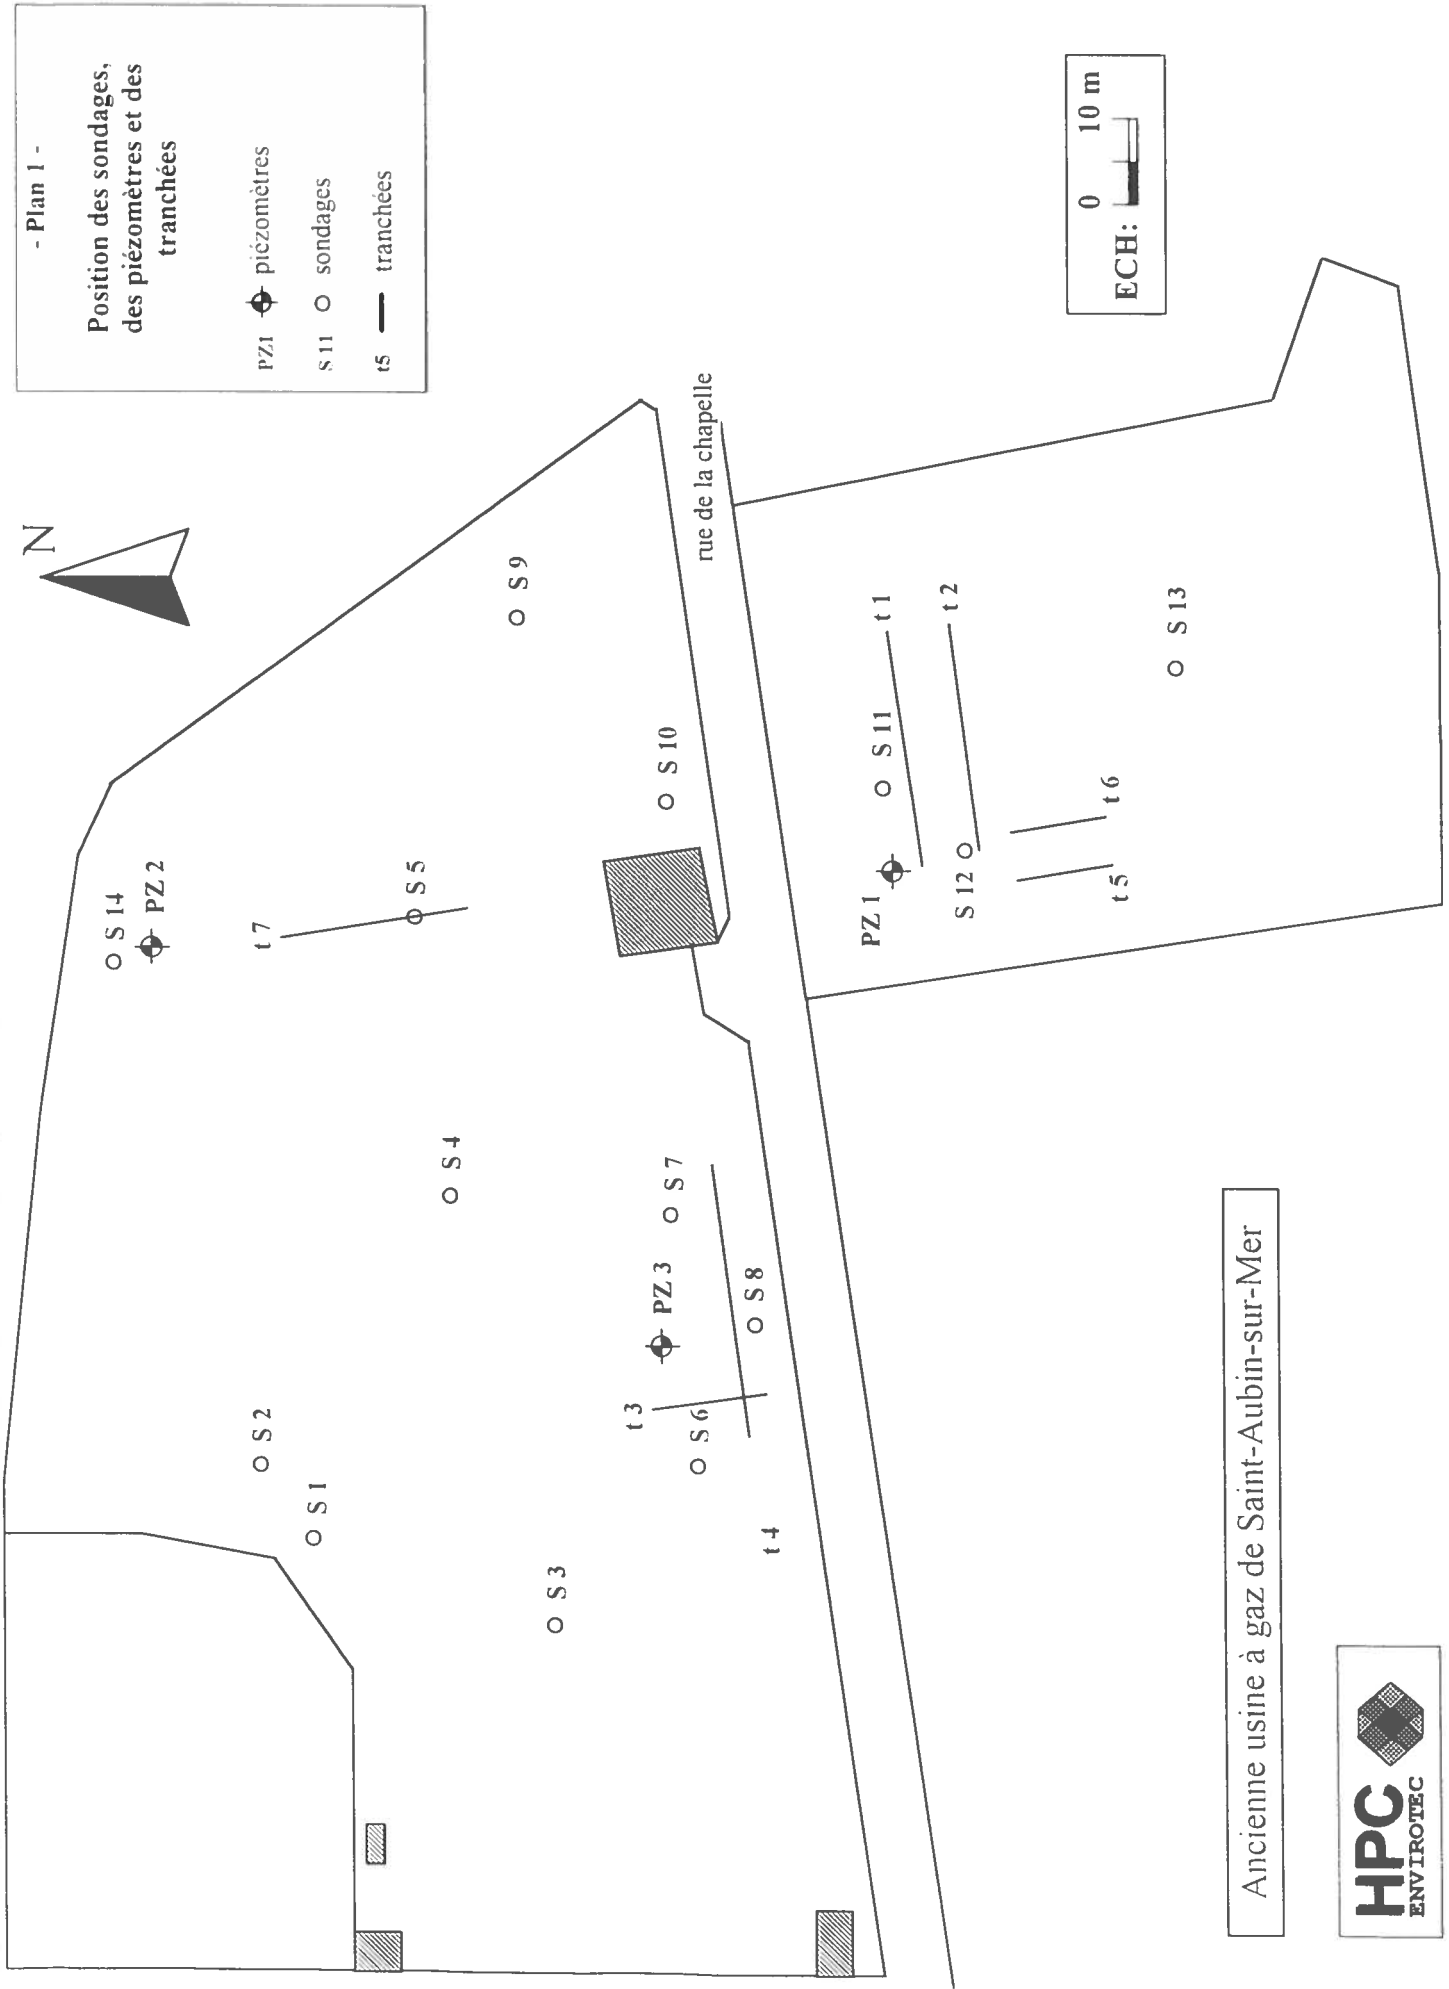 - Plan 1 -
Position des sondages,
des piézomètres et des
tranchées
PZ1 piézomètres
S 11 sondages
t5 tranchées
N
S 14
PZ 2
t 7
S 5
S 9
S 10
S 2
S 1
S 4
S 3
t 3
PZ 3
S 7
S 6
S 8
t 4
rue de la chapelle
PZ 1
S 11
t 1
S 12
t 2
t 5
t 6
S 13
0 10 m
ECH:
Ancienne usine à gaz de Saint-Aubin-sur-Mer
HPC
ENVIROTEC